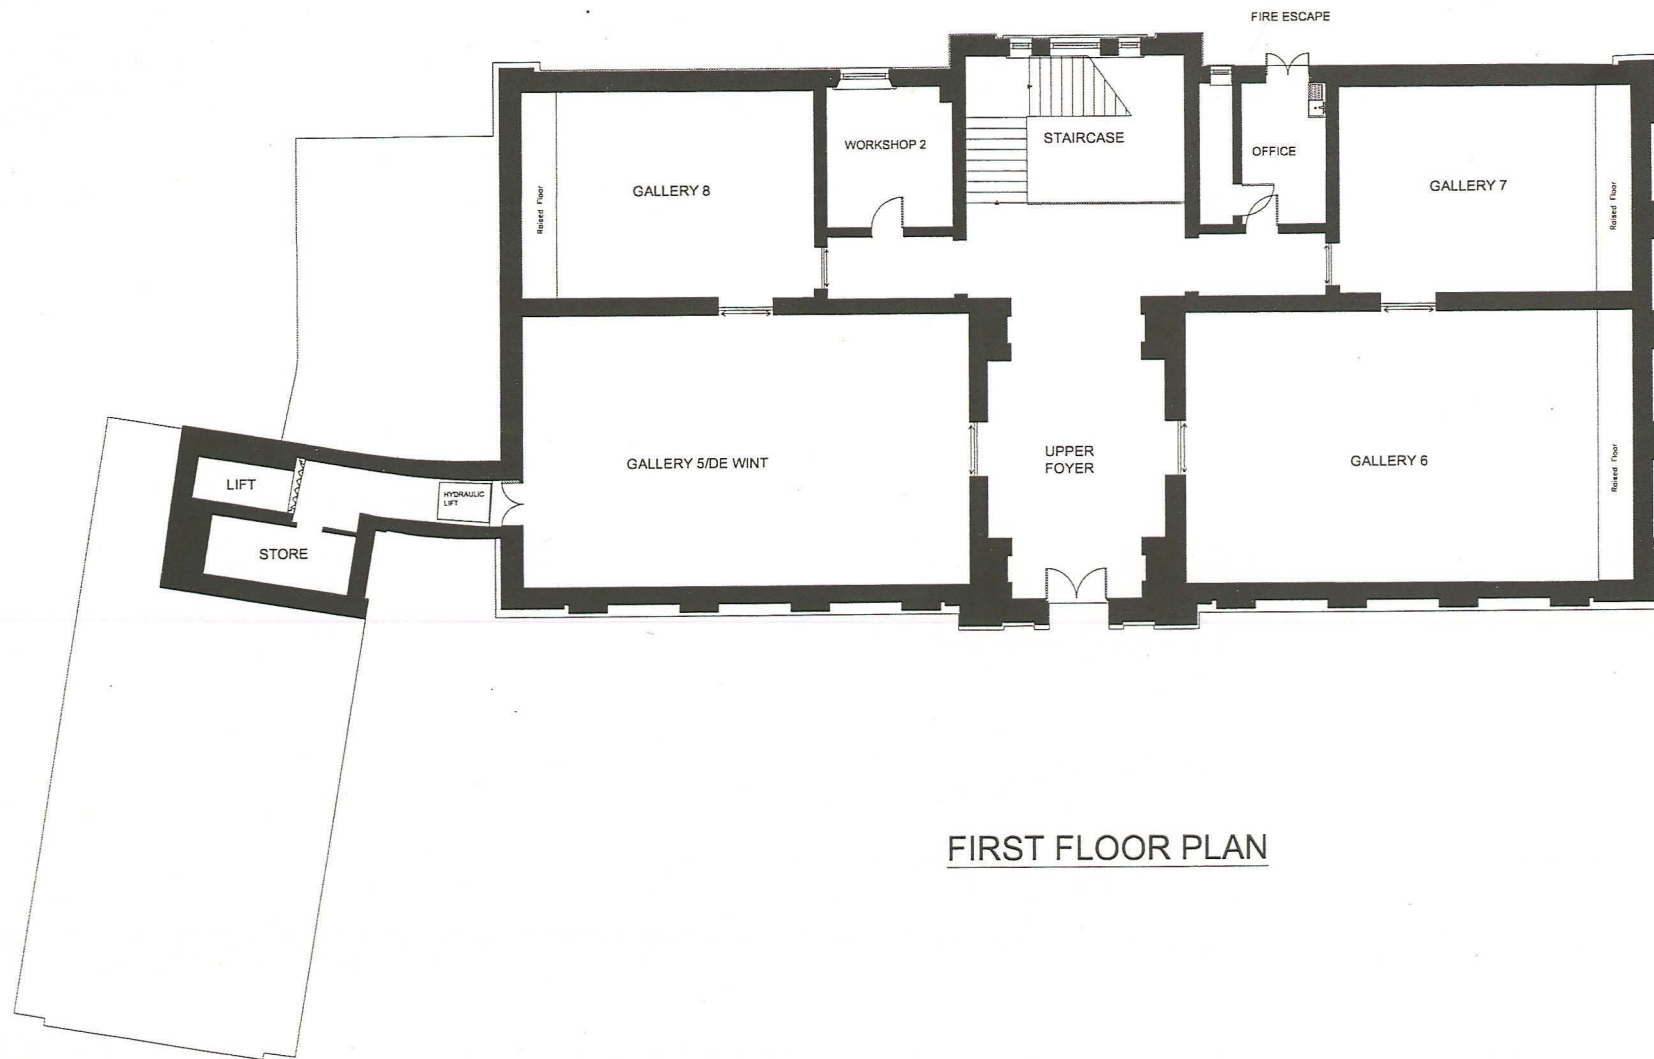 FIRE ESCAPE
WORKSHOP 2
STAIRCASE
OFFICE
GALLERY 8
GALLERY 7
Raised Floor
Raised Floor
GALLERY 5/DE WINT
UPPER
FOYER
GALLERY 6
Raised Floor
LIFT
HYDRAULIC
LIFT
STORE
FIRST FLOOR PLAN